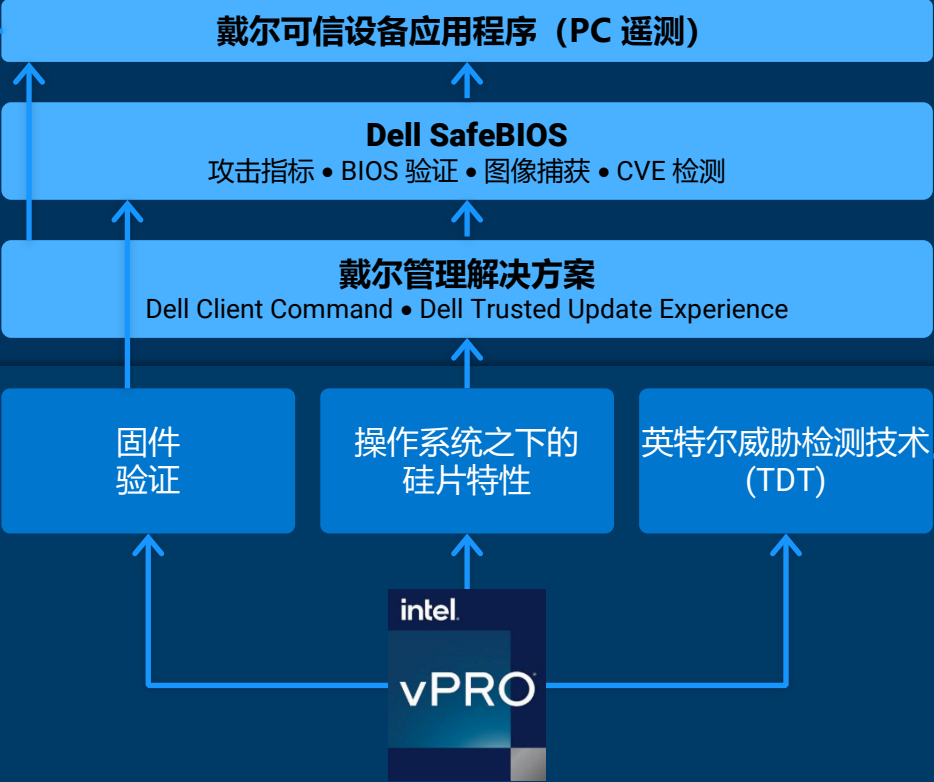 戴尔可信设备应用程序（PC 遥测）
Dell SafeBIOS
攻击指标 • BIOS 验证 • 图像捕获 • CVE 检测
戴尔管理解决方案
Dell Client Command • Dell Trusted Update Experience
固件
验证
操作系统之下的
硅片特性
英特尔威胁检测技术
(TDT)
intel.
vPRO